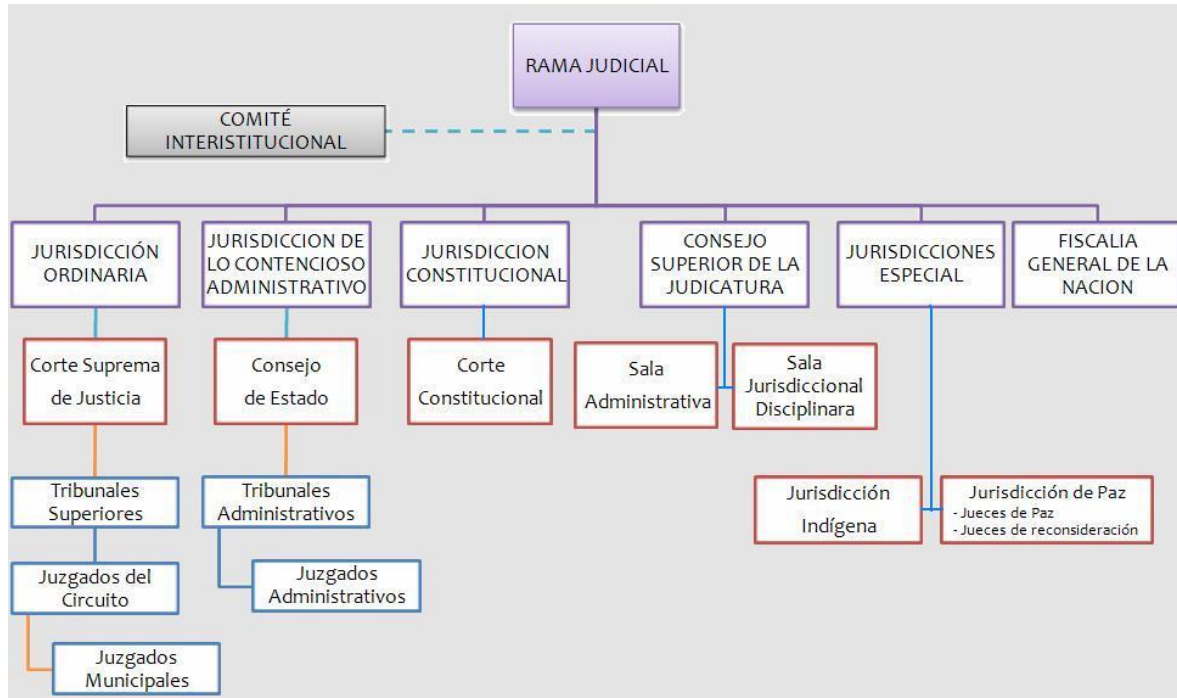 RAMA JUDICIAL
COMITÉ
INTERISTITUCIONAL
JURISDICCIÓN
ORDINARIA
JURISDICCION DE
LO CONTENCIOSO
ADMINISTRATIVO
JURISDICCION
CONSTITUCIONAL
CONSEJO
SUPERIOR DE LA
JUDICATURA
JURISDICCIONES
ESPECIAL
FISCALIA
GENERAL DE LA
NACION
Corte Suprema
de Justicia
Consejo
de Estado
Corte
Constitucional
Sala
Administrativa
Sala
Jurisdiccional
Disciplinara
Tribunales
Superiores
Tribunales
Administrativos
Jurisdicción
Indígena
Jurisdicción de Paz
- Jueces de Paz
- Jueces de reconsideración
Juzgados del
Circuito
Juzgados
Administrativos
Juzgados
Municipales